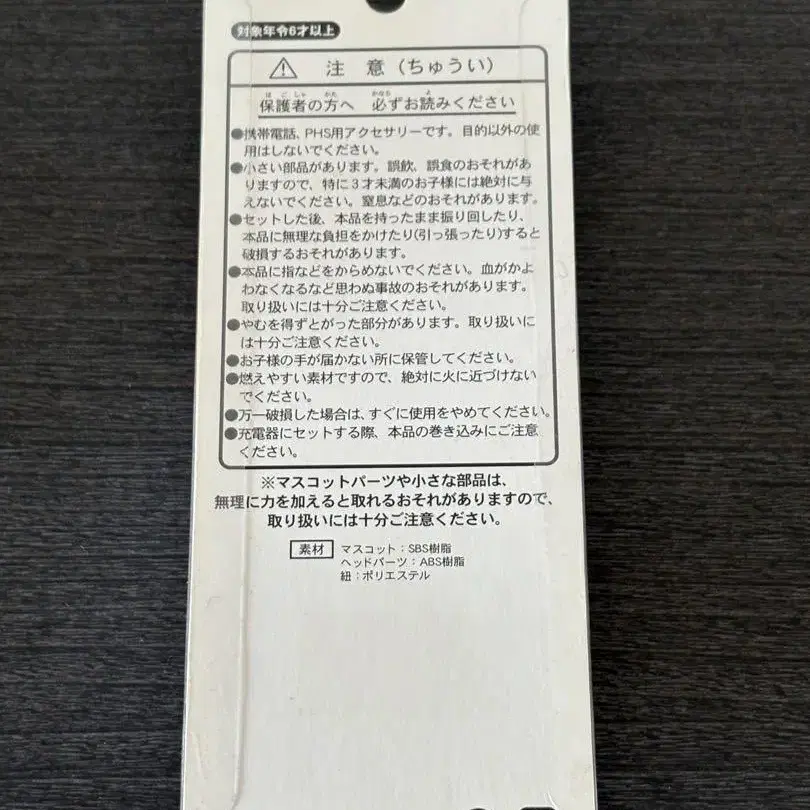 対象年令6才以上
注 意 (ちゅうい)
保護者の方へ 必ずお読みください
●携帯電話、PHS用アクセサリーです。目的以外の使
用はしないでください。
●小さい部品があります。誤飲、誤食のおそれがあ
りますので、特に3才未満のお子様には絶対に与
えないでください。窒息などのおそれがあります。
●セットした後、本品を持ったまま振り回したり、
本品に無理な負担をかけたり(引っ張ったり)すると
破損するおそれがあります。
●本品に指などをからめないでください。血がかよ
わなくなるなど思わぬ事故のおそれがあります。
取り扱いには十分ご注意ください。
●やむを得ずとがった部分があります。取り扱いに
は十分ご注意ください。
●お子様の手が届かない所に保管してください。
●燃えやすい素材ですので、絶対に火に近づけない
でください。
●万一破損した場合は、すぐに使用をやめてください。
●充電器にセットする際、本品の巻き込みにご注意
ください。
※マスコットパーツや小さな部品は、
無理に力を加えると取れるおそれがありますので、
取り扱いには十分ご注意ください。
素材 マスコット:SBS樹脂
ヘッドパーツ:ABS樹脂
紐:ポリエステル